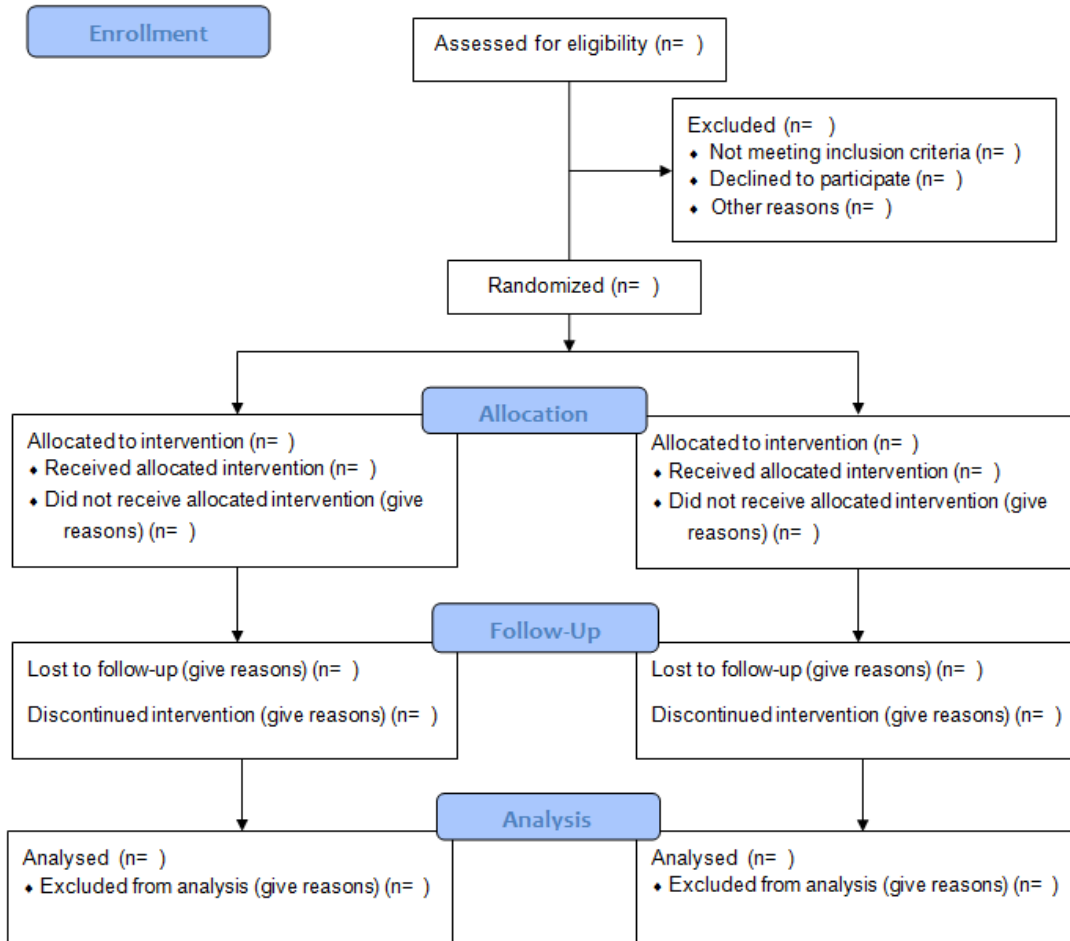 Enrollment
Assessed for eligibility (n=  )
Excluded (n=  )
⬥ Not meeting inclusion criteria (n=  )
⬥ Declined to participate (n=  )
⬥ Other reasons (n=  )
Randomized (n=  )
Allocation
Allocated to intervention (n=  )
⬥ Received allocated intervention (n=  )
⬥ Did not receive allocated intervention (give
reasons) (n=  )
Allocated to intervention (n=  )
⬥ Received allocated intervention (n=  )
⬥ Did not receive allocated intervention (give
reasons) (n=  )
Follow-Up
Lost to follow-up (give reasons) (n=  )
Discontinued intervention (give reasons) (n=  )
Lost to follow-up (give reasons) (n=  )
Discontinued intervention (give reasons) (n=  )
Analysis
Analysed (n=  )
⬥ Excluded from analysis (give reasons) (n=  )
Analysed (n=  )
⬥ Excluded from analysis (give reasons) (n=  )